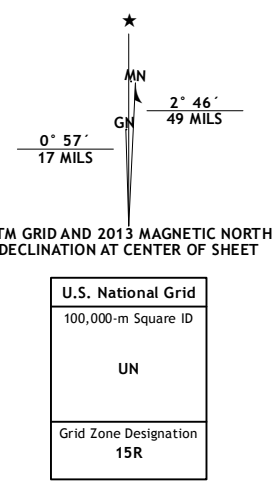 ★
MN
GN
2° 46´
49 MILS
0° 57´
17 MILS
TM GRID AND 2013 MAGNETIC NORTH
DECLINATION AT CENTER OF SHEET
U.S. National Grid
100,000-m Square ID
UN
Grid Zone Designation
15R